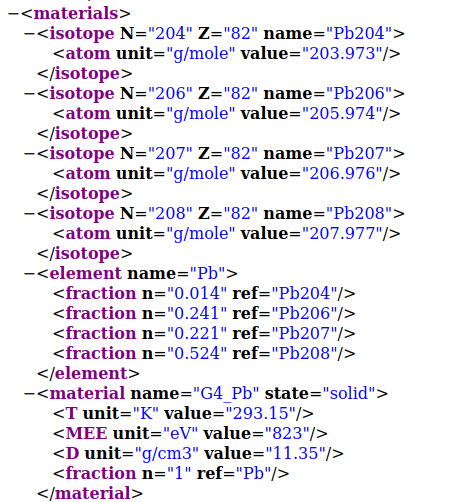 −<materials>
−<isotope N="204" Z="82" name="Pb204">
<atom unit="g/mole" value="203.973"/>
</isotope>
−<isotope N="206" Z="82" name="Pb206">
<atom unit="g/mole" value="205.974"/>
</isotope>
−<isotope N="207" Z="82" name="Pb207">
<atom unit="g/mole" value="206.976"/>
</isotope>
−<isotope N="208" Z="82" name="Pb208">
<atom unit="g/mole" value="207.977"/>
</isotope>
−<element name="Pb">
<fraction n="0.014" ref="Pb204"/>
<fraction n="0.241" ref="Pb206"/>
<fraction n="0.221" ref="Pb207"/>
<fraction n="0.524" ref="Pb208"/>
</element>
−<material name="G4_Pb" state="solid">
<T unit="K" value="293.15"/>
<MEE unit="eV" value="823"/>
<D unit="g/cm3" value="11.35"/>
<fraction n="1" ref="Pb"/>
</material>